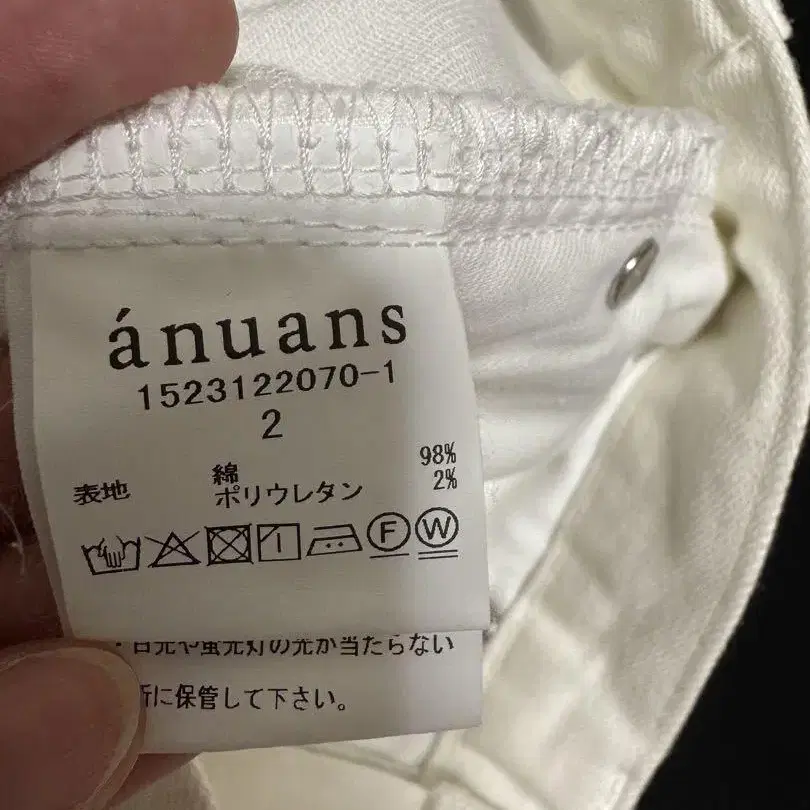 ánuans
1523122070-1
2
表地 綿 98%
ポリウレタン 2%
F W
・日光や蛍光灯の光が当たらない
所に保管して下さい。